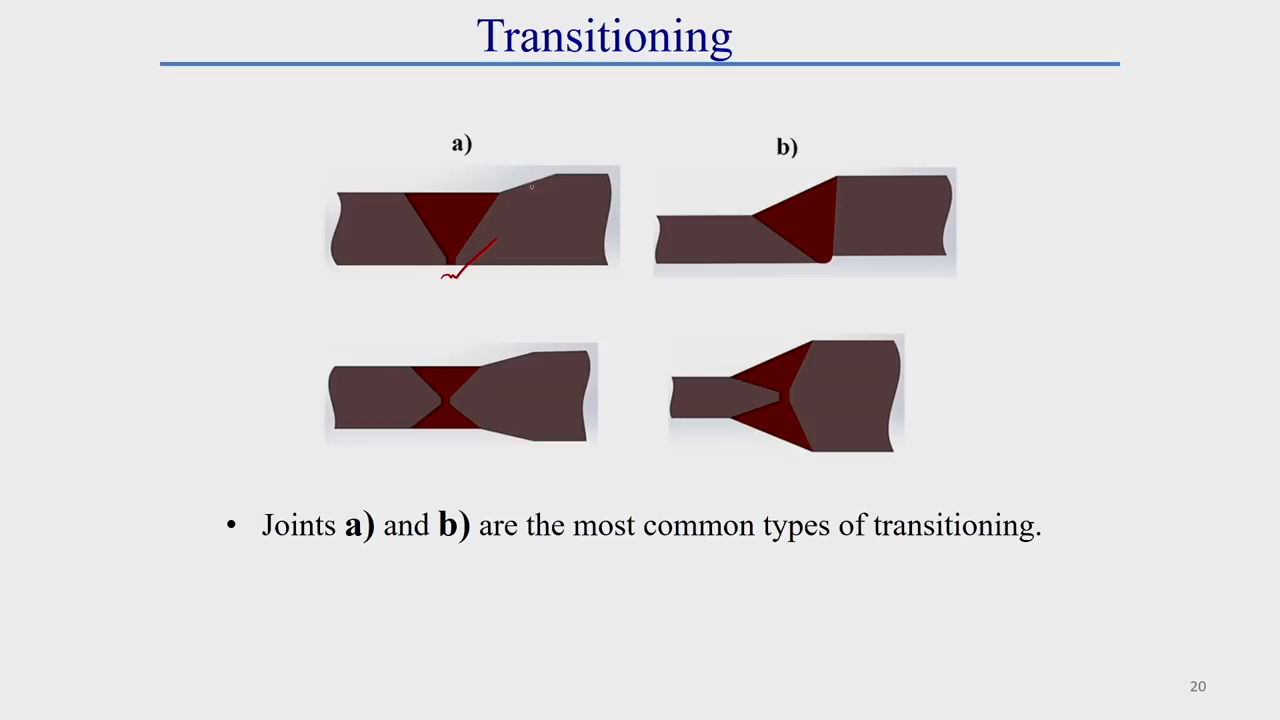 Transitioning
a)
b)
• Joints a) and b) are the most common types of transitioning.
20